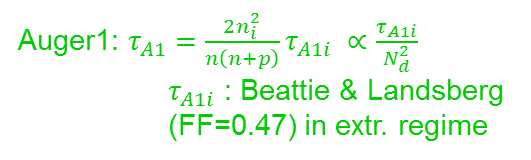 Auger1: τ_A1 = 2n_i^2 / n(n+p) τ_A1i ∝ τ_A1i / N_d^2
τ_A1i : Beattie & Landsberg
(FF=0.47) in extr. regime